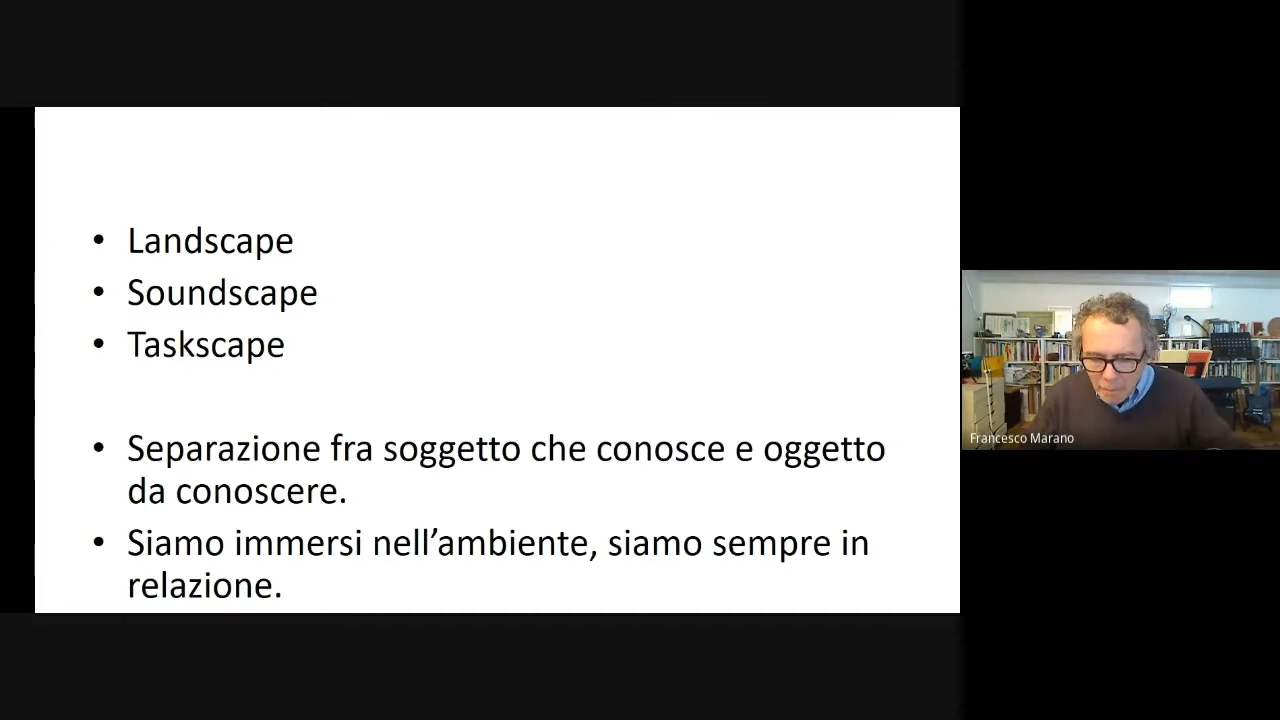 • Landscape
• Soundscape
• Taskscape
• Separazione fra soggetto che conosce e oggetto
da conoscere.
• Siamo immersi nell’ambiente, siamo sempre in
relazione.
Francesco Marano